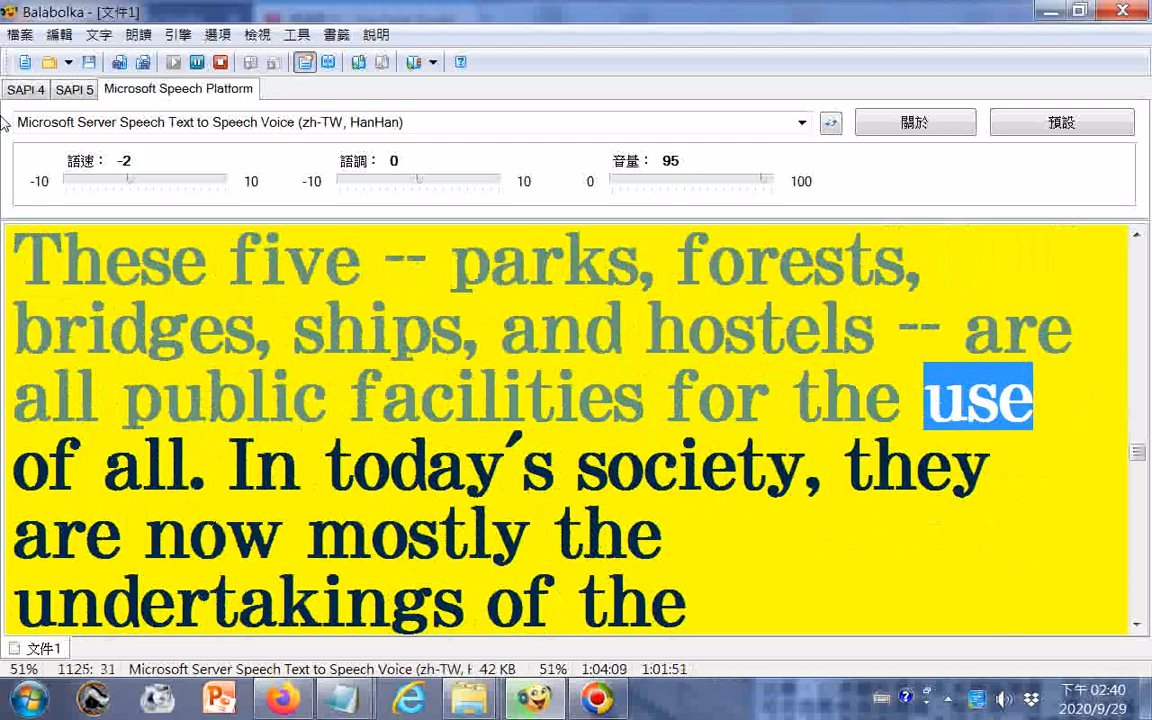 Balabolka - [文件1]
檔案 編輯 文字 朗讀 引擎 選項 檢視 工具 書籤 說明
SAPI 4 SAPI 5 Microsoft Speech Platform
Microsoft Server Speech Text to Speech Voice (zh-TW, HanHan) 關於 預設
語速： -2 語調： 0 音量： 95
-10 10 -10 10 0 100
These five -- parks, forests,
bridges, ships, and hostels -- are
all public facilities for the use
of all. In today's society, they
are now mostly the
undertakings of the
文件1
51% 1125: 31 Microsoft Server Speech Text to Speech Voice (zh-TW, H 42 KB 51% 1:04:09 1:01:51
下午 02:40
2020/9/29